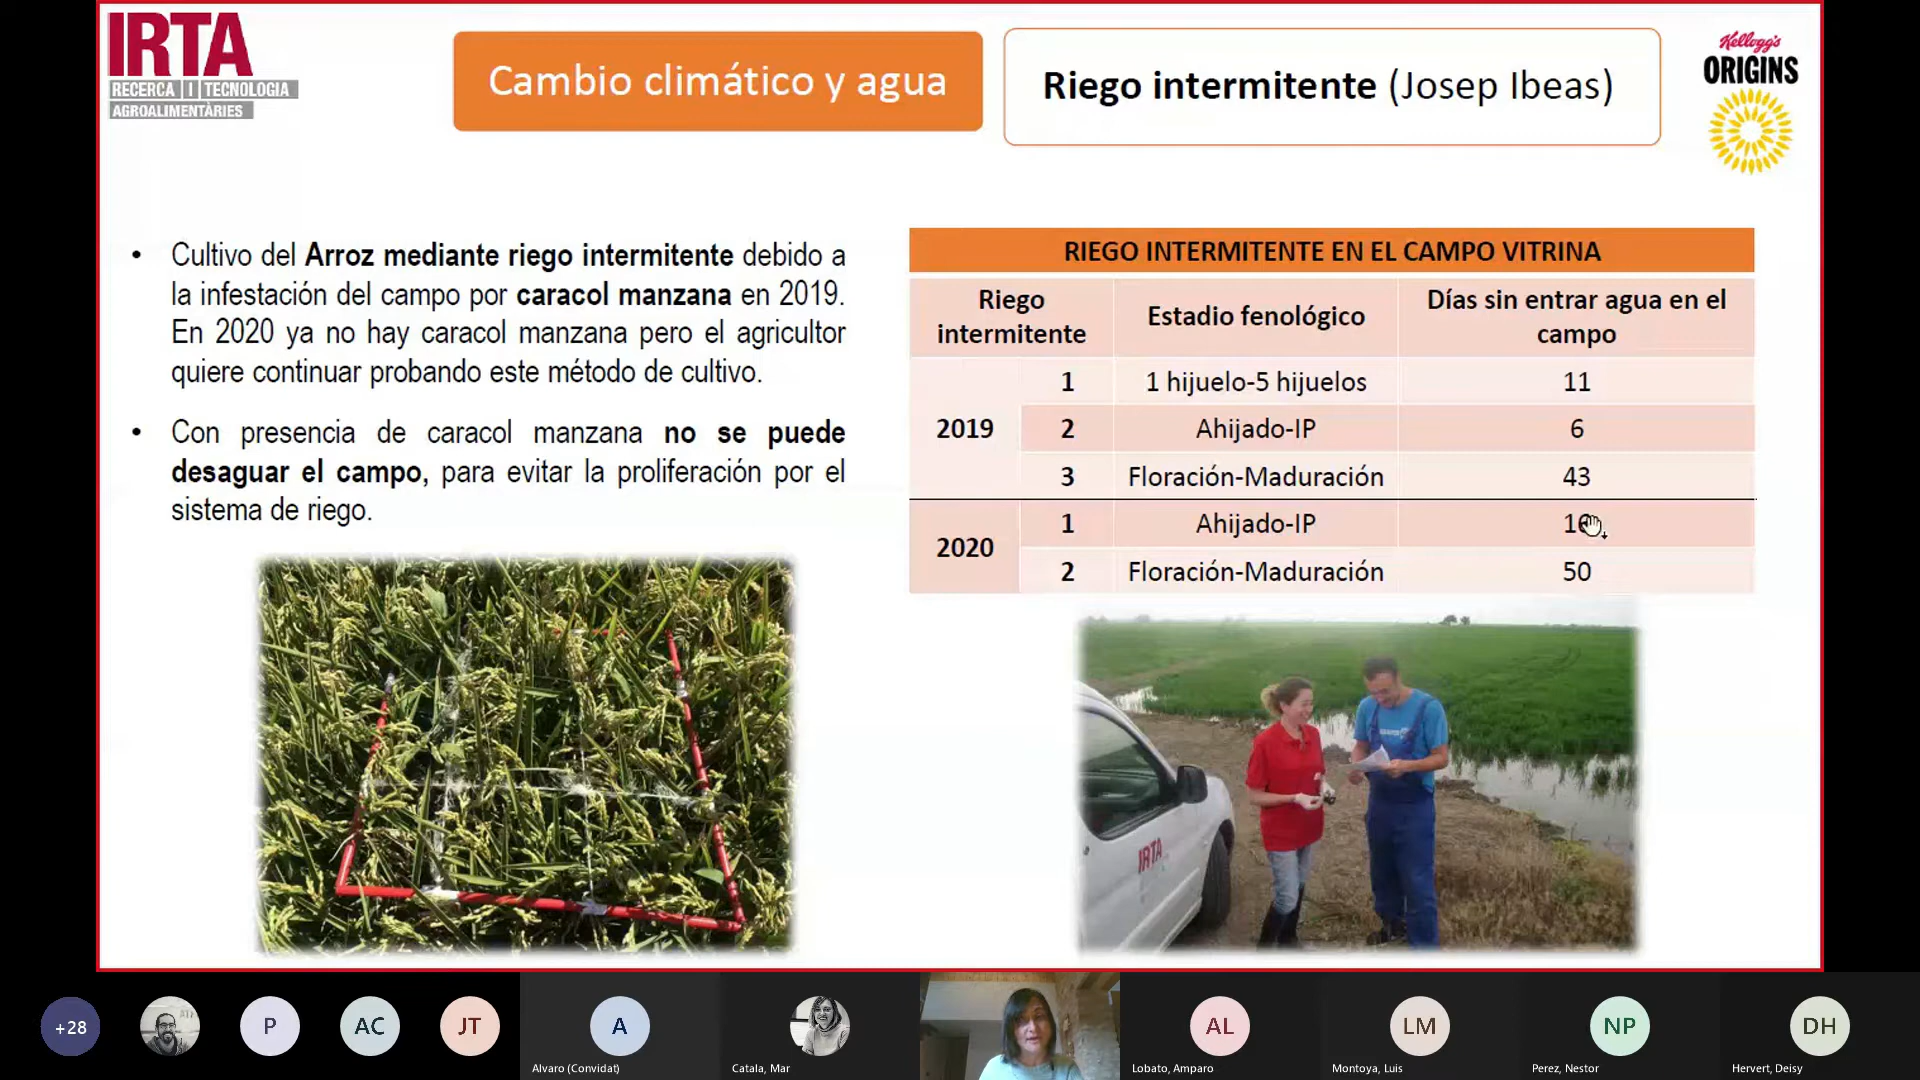 IRTA
RECERCA I TECNOLOGIA
AGROALIMENTÀRIES
Cambio climático y agua
Riego intermitente (Josep Ibeas)
Kellogg's
ORIGINS
• Cultivo del Arroz mediante riego intermitente debido a
la infestación del campo por caracol manzana en 2019.
En 2020 ya no hay caracol manzana pero el agricultor
quiere continuar probando este método de cultivo.
• Con presencia de caracol manzana no se puede
desaguar el campo, para evitar la proliferación por el
sistema de riego.
RIEGO INTERMITENTE EN EL CAMPO VITRINA
Riego intermitente Estadio fenológico Días sin entrar agua en el campo
2019 1 1 hijuelo-5 hijuelos 11
2 Ahijado-IP 6
3 Floración-Maduración 43
2020 1 Ahijado-IP
2 Floración-Maduración 50
IRTA
+28
P
AC
JT
A
AL
LM
NP
DH
Alvaro (Convidat)
Catala, Mar
Lobato, Amparo
Montoya, Luis
Perez, Nestor
Hervert, Deisy